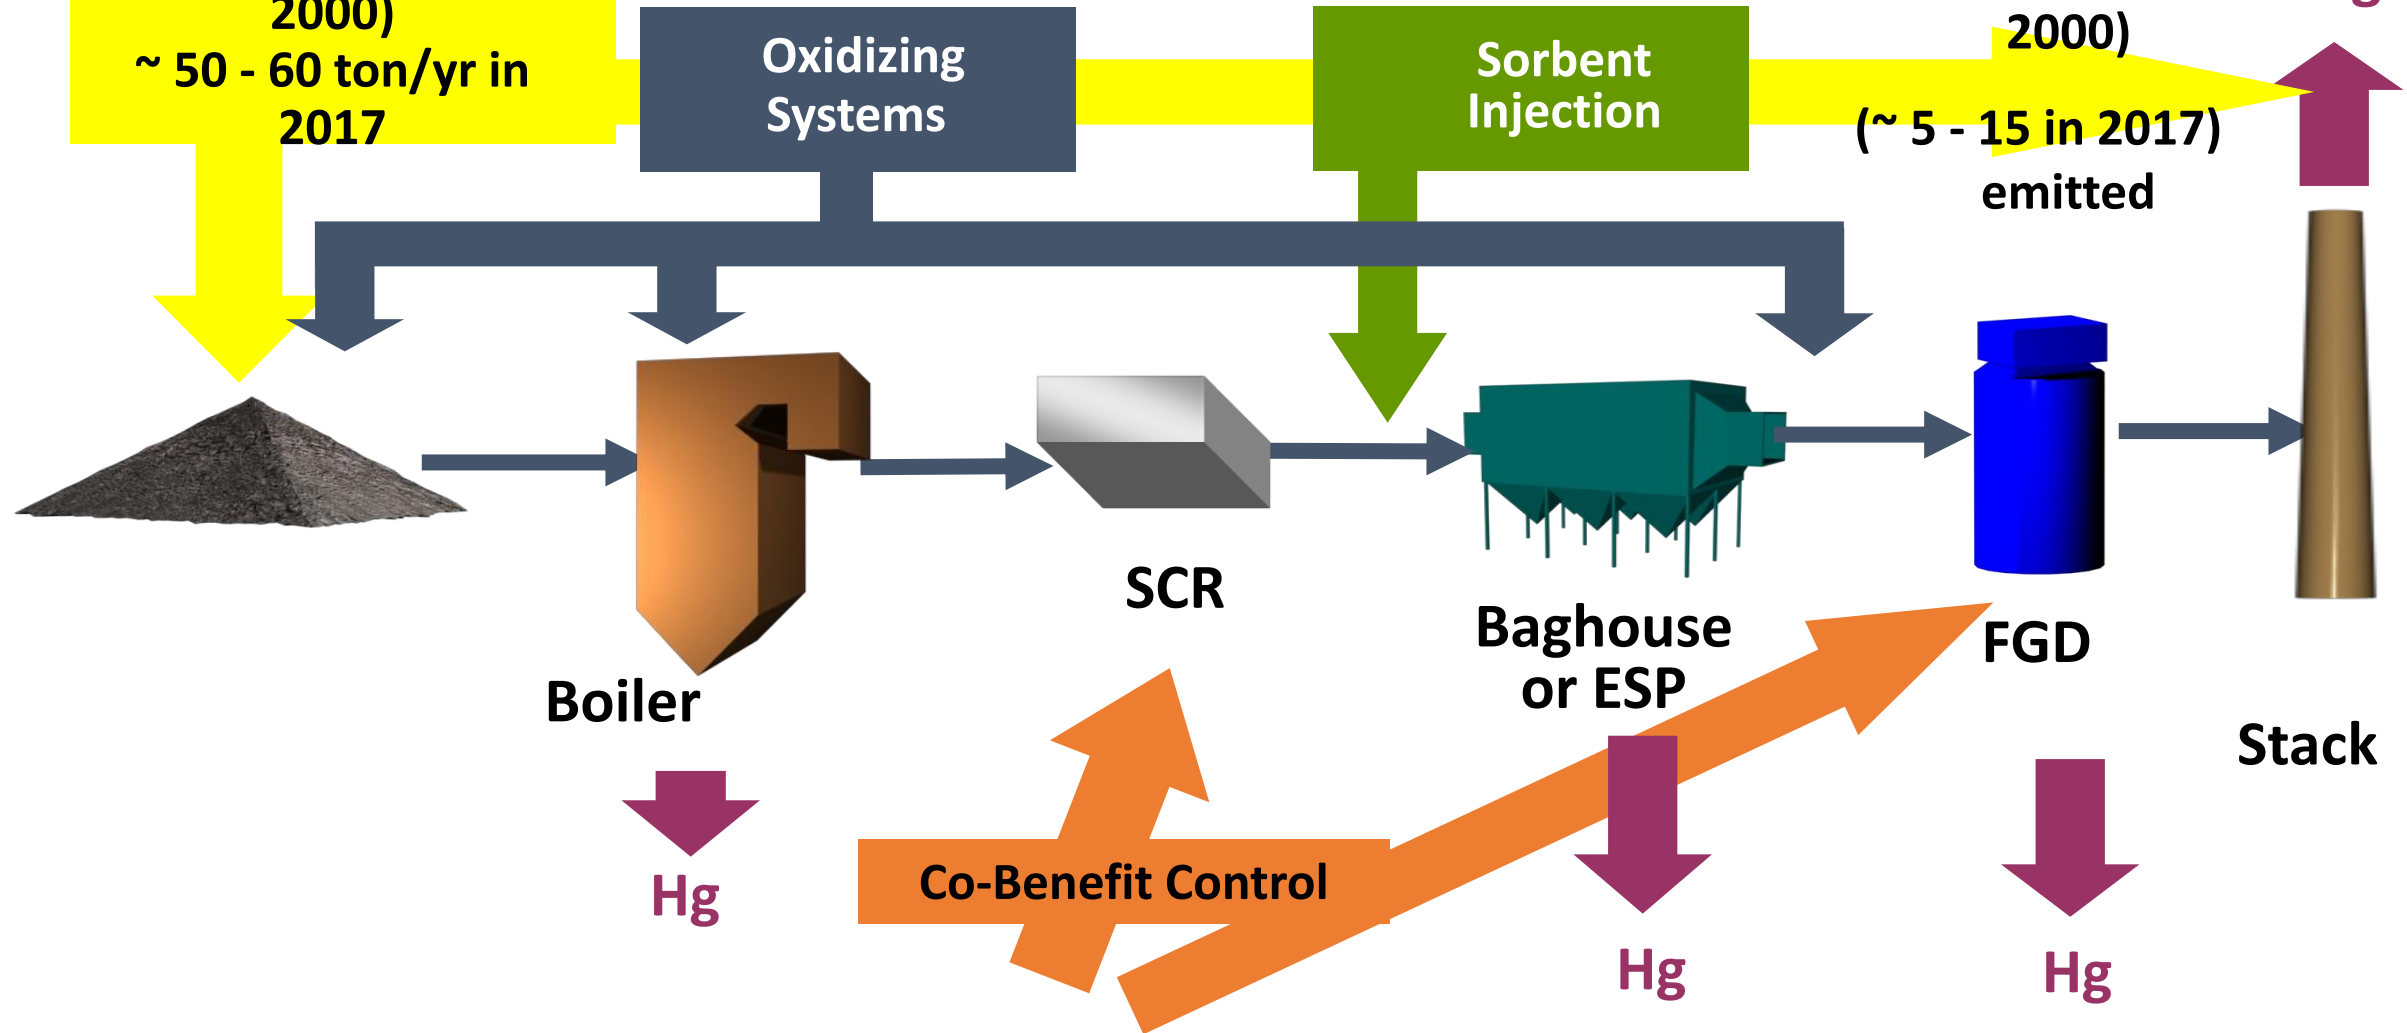 2000)
~ 50 - 60 ton/yr in
2017
Oxidizing
Systems
Sorbent
Injection
2000)
(~ 5 - 15 in 2017)
emitted
SCR
Baghouse
or ESP
FGD
Boiler
Stack
Co-Benefit Control
Hg
Hg
Hg